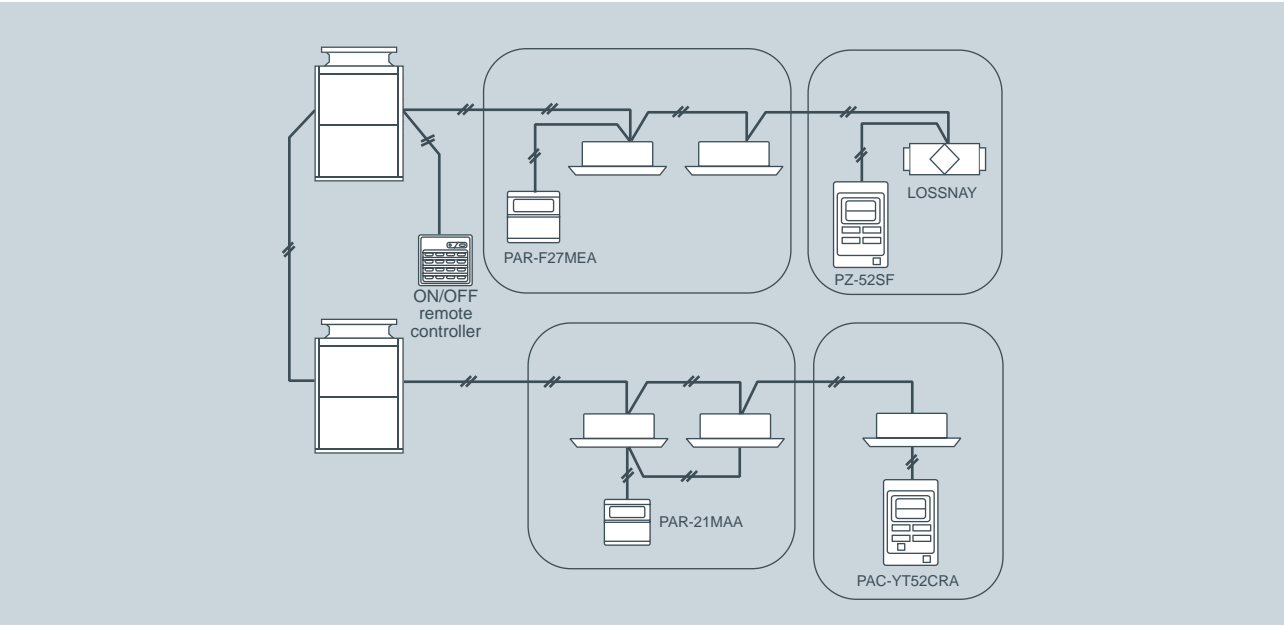 LOSSNAY
PAR-F27MEA
PZ-52SF
ON/OFF
remote
controller
PAR-21MAA
PAC-YT52CRA